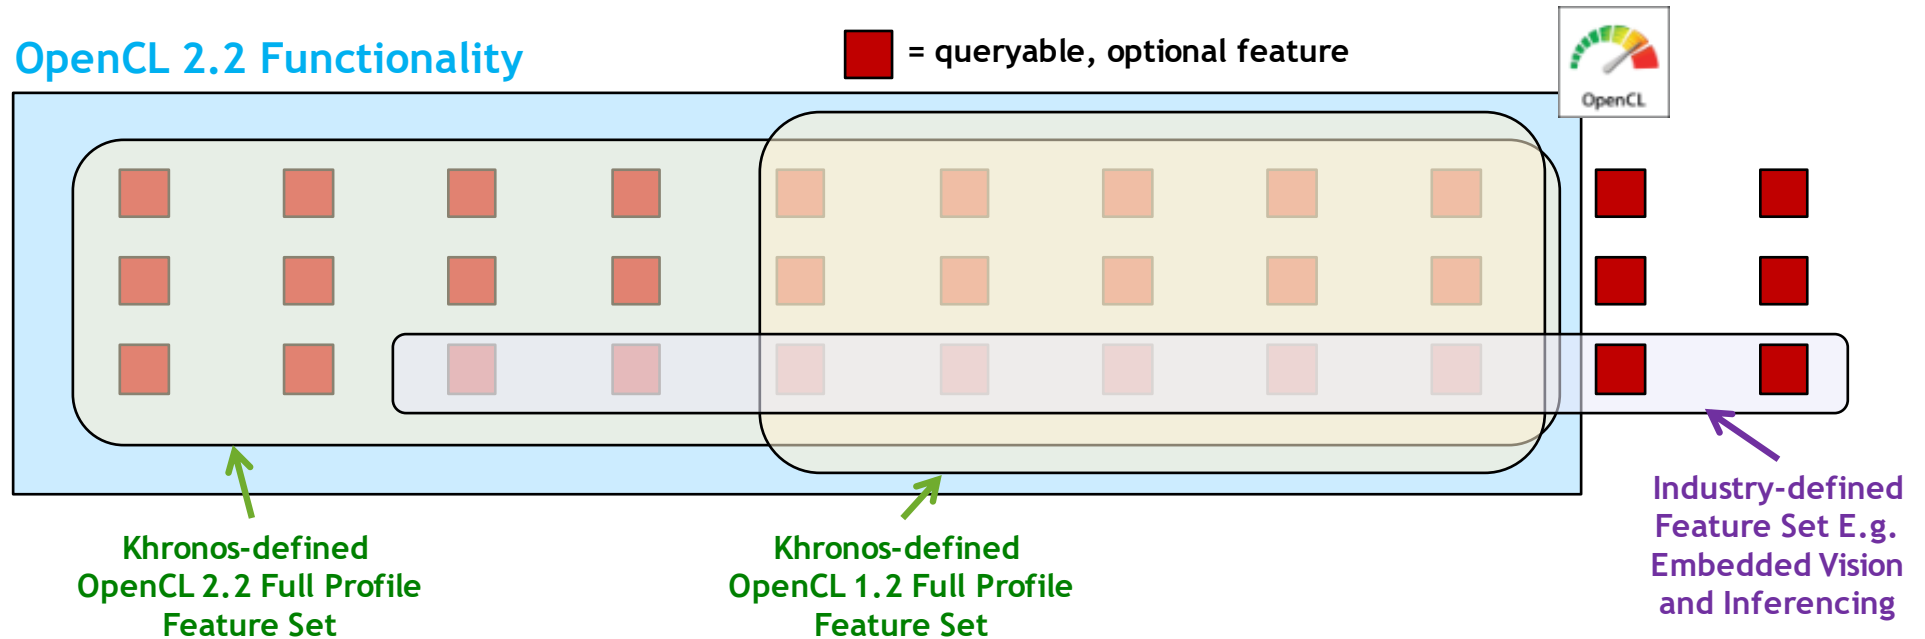 OpenCL 2.2 Functionality
= queryable, optional feature
OpenCL
Khronos-defined
OpenCL 2.2 Full Profile
Feature Set
Khronos-defined
OpenCL 1.2 Full Profile
Feature Set
Industry-defined
Feature Set E.g.
Embedded Vision
and Inferencing